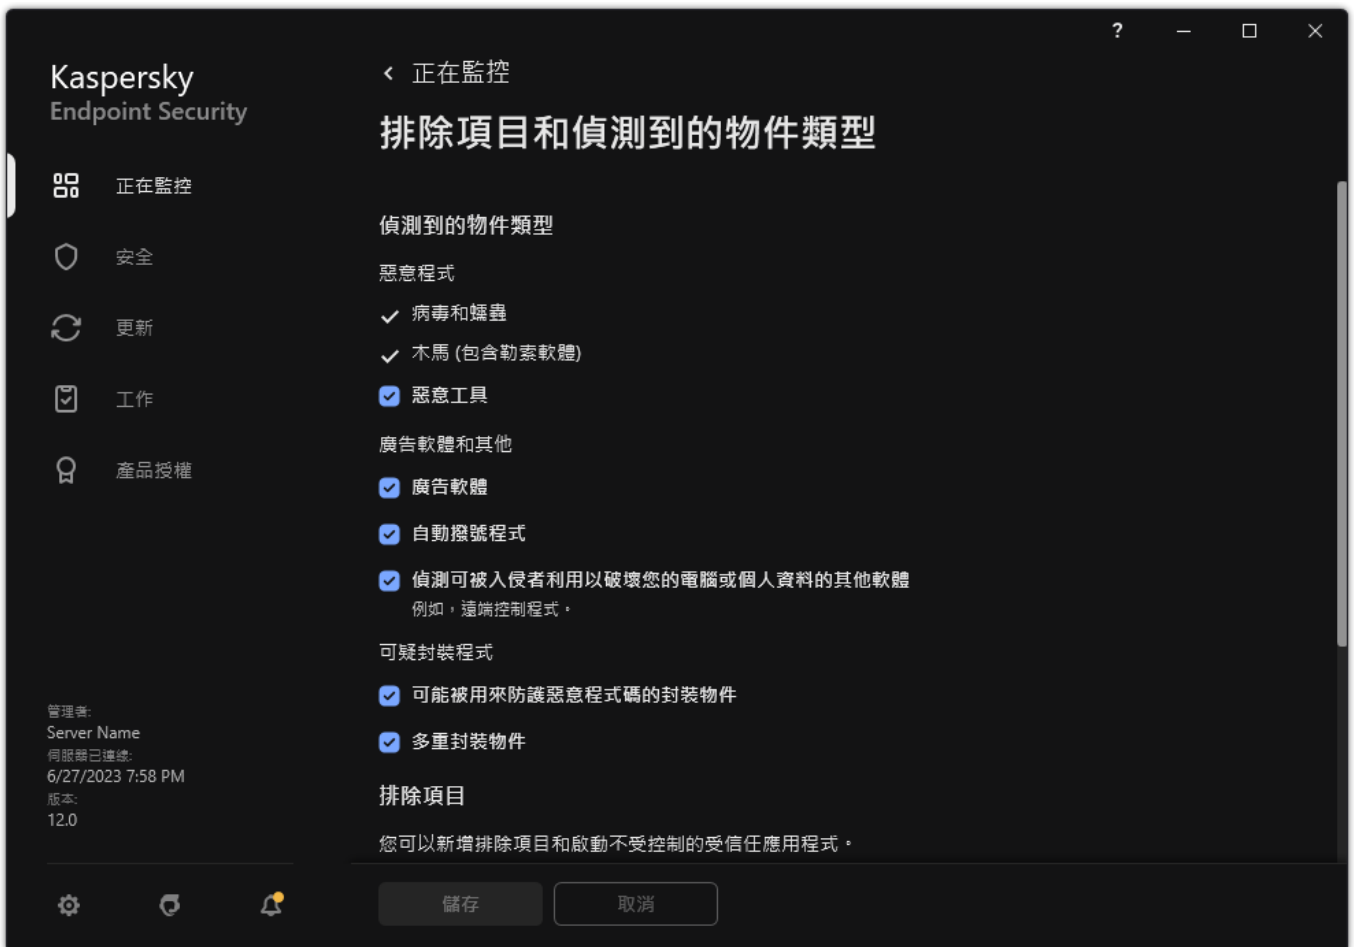 ?
Kaspersky
Endpoint Security
正在監控
安全
更新
工作
產品授權
管理者:
Server Name
伺服器已連線:
6/27/2023 7:58 PM
版本:
12.0
正在監控
排除項目和偵測到的物件類型
偵測到的物件類型
惡意程式
病毒和蠕蟲
木馬 (包含勒索軟體)
惡意工具
廣告軟體和其他
廣告軟體
自動撥號程式
偵測可被入侵者利用以破壞您的電腦或個人資料的其他軟體
例如，遠端控制程式。
可疑封裝程式
可能被用來防護惡意程式碼的封裝物件
多重封裝物件
排除項目
您可以新增排除項目和啟動不受控制的受信任應用程式。
儲存
取消